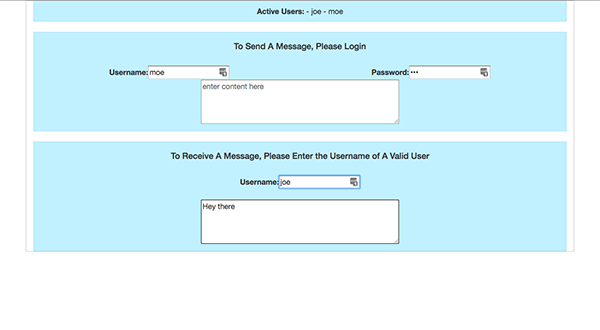 Active Users: - joe - moe
To Send A Message, Please Login
Username: moe Password: •••
enter content here
To Receive A Message, Please Enter the Username of A Valid User
Username: joe
Hey there